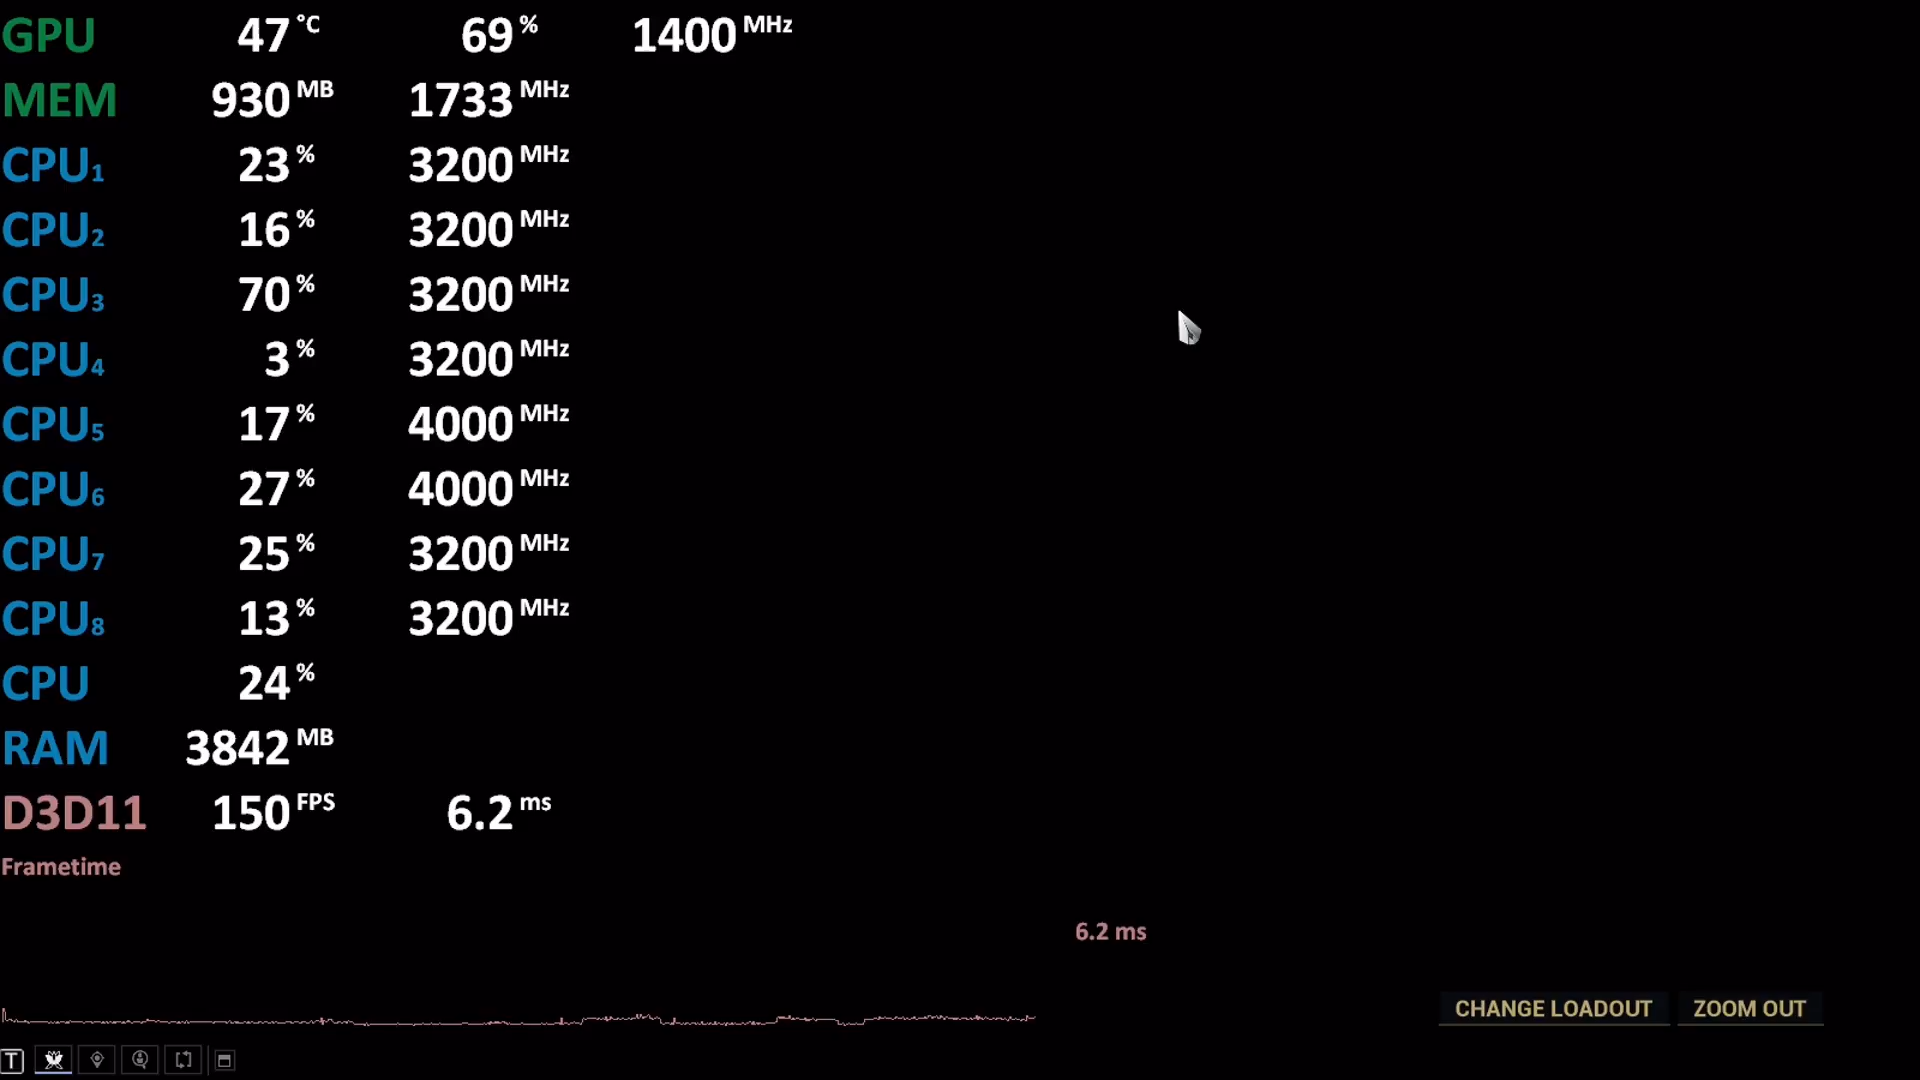 GPU 47 °C 69 % 1400 MHz
MEM 930 MB 1733 MHz
CPU1 23 % 3200 MHz
CPU2 16 % 3200 MHz
CPU3 70 % 3200 MHz
CPU4 3 % 3200 MHz
CPU5 17 % 4000 MHz
CPU6 27 % 4000 MHz
CPU7 25 % 3200 MHz
CPU8 13 % 3200 MHz
CPU 24 %
RAM 3842 MB
D3D11 150 FPS 6.2 ms
Frametime
6.2 ms
CHANGE LOADOUT ZOOM OUT
T